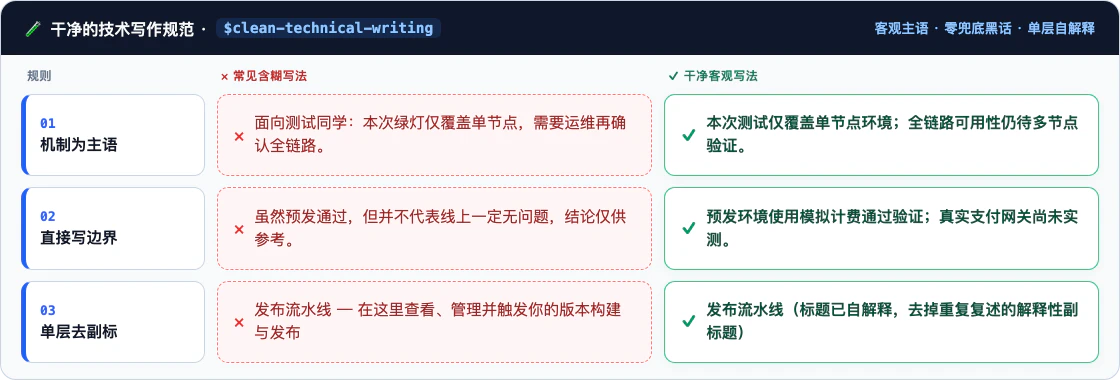 干净的技术写作规范 · $clean-technical-writing
客观主语 · 零兜底黑话 · 单层自解释
规则
× 常见含糊写法
✓ 干净客观写法
01
机制为主语
× 面向测试同学：本次绿灯仅覆盖单节点，需要运维再确
认全链路。
✓ 本次测试仅覆盖单节点环境；全链路可用性仍待多节点
验证。
02
直接写边界
× 虽然预发通过，但并不代表线上一定无问题，结论仅供
参考。
✓ 预发环境使用模拟计费通过验证；真实支付网关尚未实
测。
03
单层去副标
× 发布流水线 — 在这里查看、管理并触发你的版本构建
与发布
✓ 发布流水线（标题已自解释，去掉重复复述的解释性副
标题）